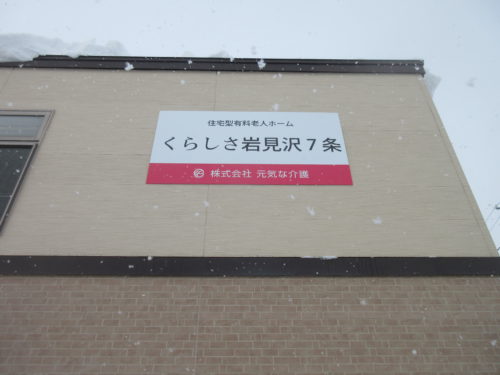 住宅型有料老人ホーム
くらしさ岩見沢7条
株式会社 元気な介護